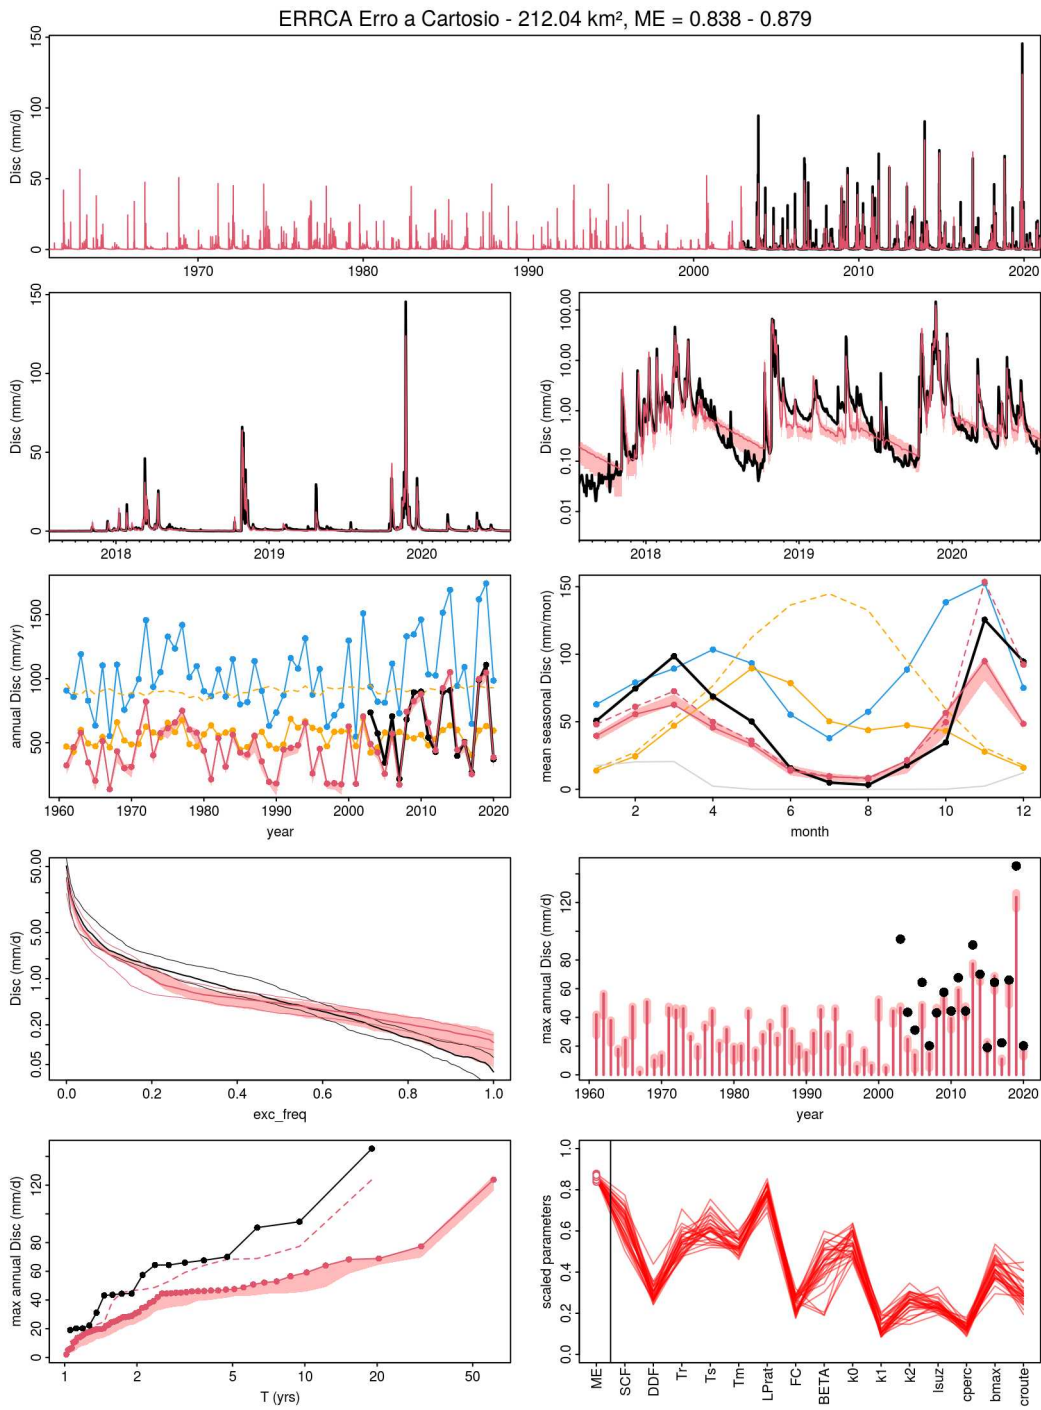 ERRCA Erro a Cartosio - 212.04 km², ME = 0.838 - 0.879
Disc (mm/d)
0 50 100 150
1970 1980 1990 2000 2010 2020
Disc (mm/d)
0 50 100 150
2018 2019 2020
Disc (mm/d)
0.01 0.10 1.00 10.00 100.00
2018 2019 2020
annual Disc (mm/yr)
500 1000 1500
1960 1970 1980 1990 2000 2010 2020
year
mean seasonal Disc (mm/mon)
0 50 100 150
2 4 6 8 10 12
month
Disc (mm/d)
0.05 0.20 1.00 5.00 50.00
0.0 0.2 0.4 0.6 0.8 1.0
exc_freq
max annual Disc (mm/d)
0 20 40 60 80 120
1960 1970 1980 1990 2000 2010 2020
year
max annual Disc (mm/d)
0 20 40 60 80 120
1 2 5 10 20 50
T (yrs)
scaled parameters
0.0 0.2 0.4 0.6 0.8 1.0
ME SCF DDF Tr Ts Tm LPrat FC BETA k0 k1 k2 lsuz cperc bmax croute